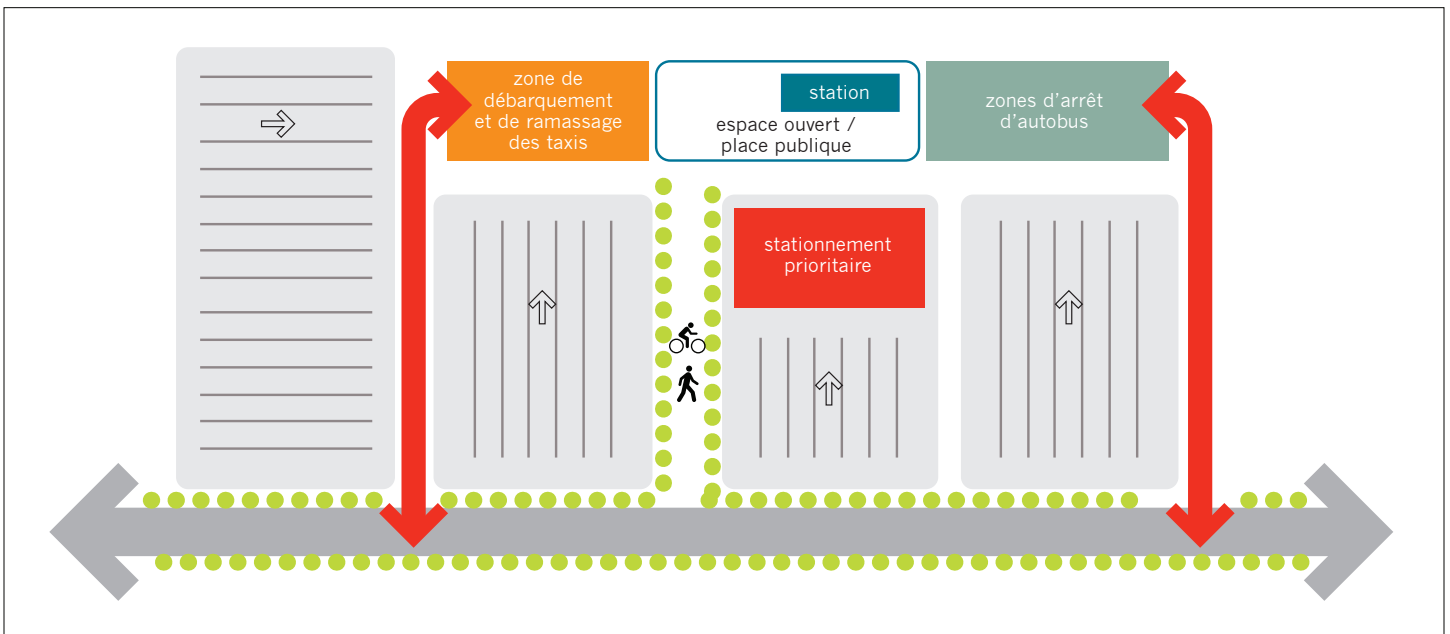 zone de
débarquement
et de ramassage
des taxis
station
espace ouvert /
place publique
zones d’arrêt
d’autobus
stationnement
prioritaire